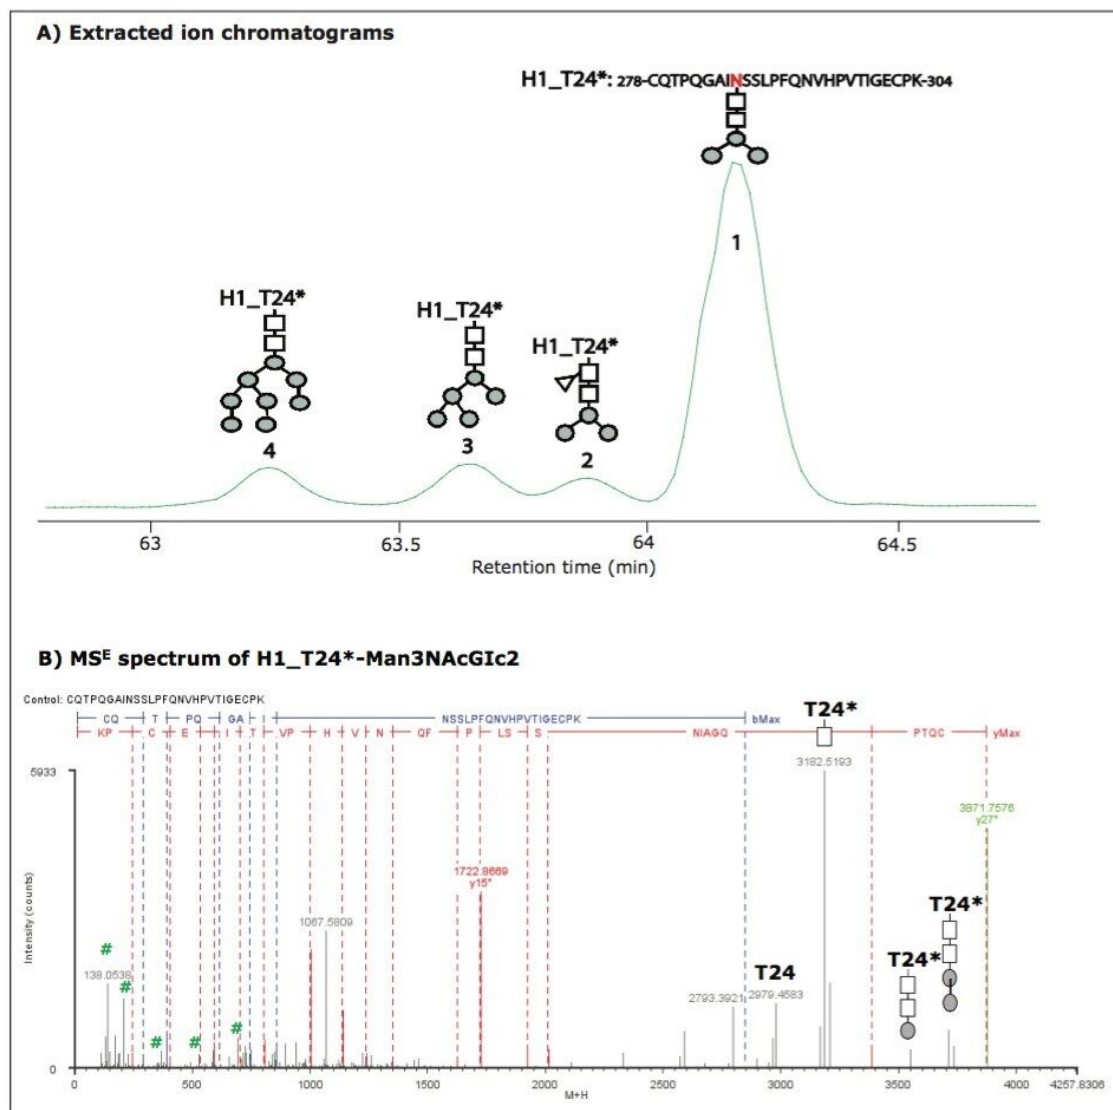 A) Extracted ion chromatograms
H1_T24*: 278-CQTPQGAINSSLPFQNVHPVTIGECPK-304
1
H1_T24*
4
H1_T24*
3
H1_T24*
2
63
63.5
64
64.5
Retention time (min)
B) MSᴱ spectrum of H1_T24*-Man3NAcGIc2
Control: CQTPQGAINSSLPFQNVHPVTIGECPK
CQ T PQ GA I NSSLPFQNVHPVTIGECPK bMax
KP C E I T VP H V N QF P LS S NIAGQ PTQC yMax
T24*
3182.5193
5933
3871.7576
y27*
1722.8669
y15*
1067.5809
T24*
T24*
T24
#
138.0538
#
#
#
#
2793.3921
2979.4583
Intensity (counts)
0
0
500
1000
1500
2000
2500
3000
3500
4000
4257.8306
M+H